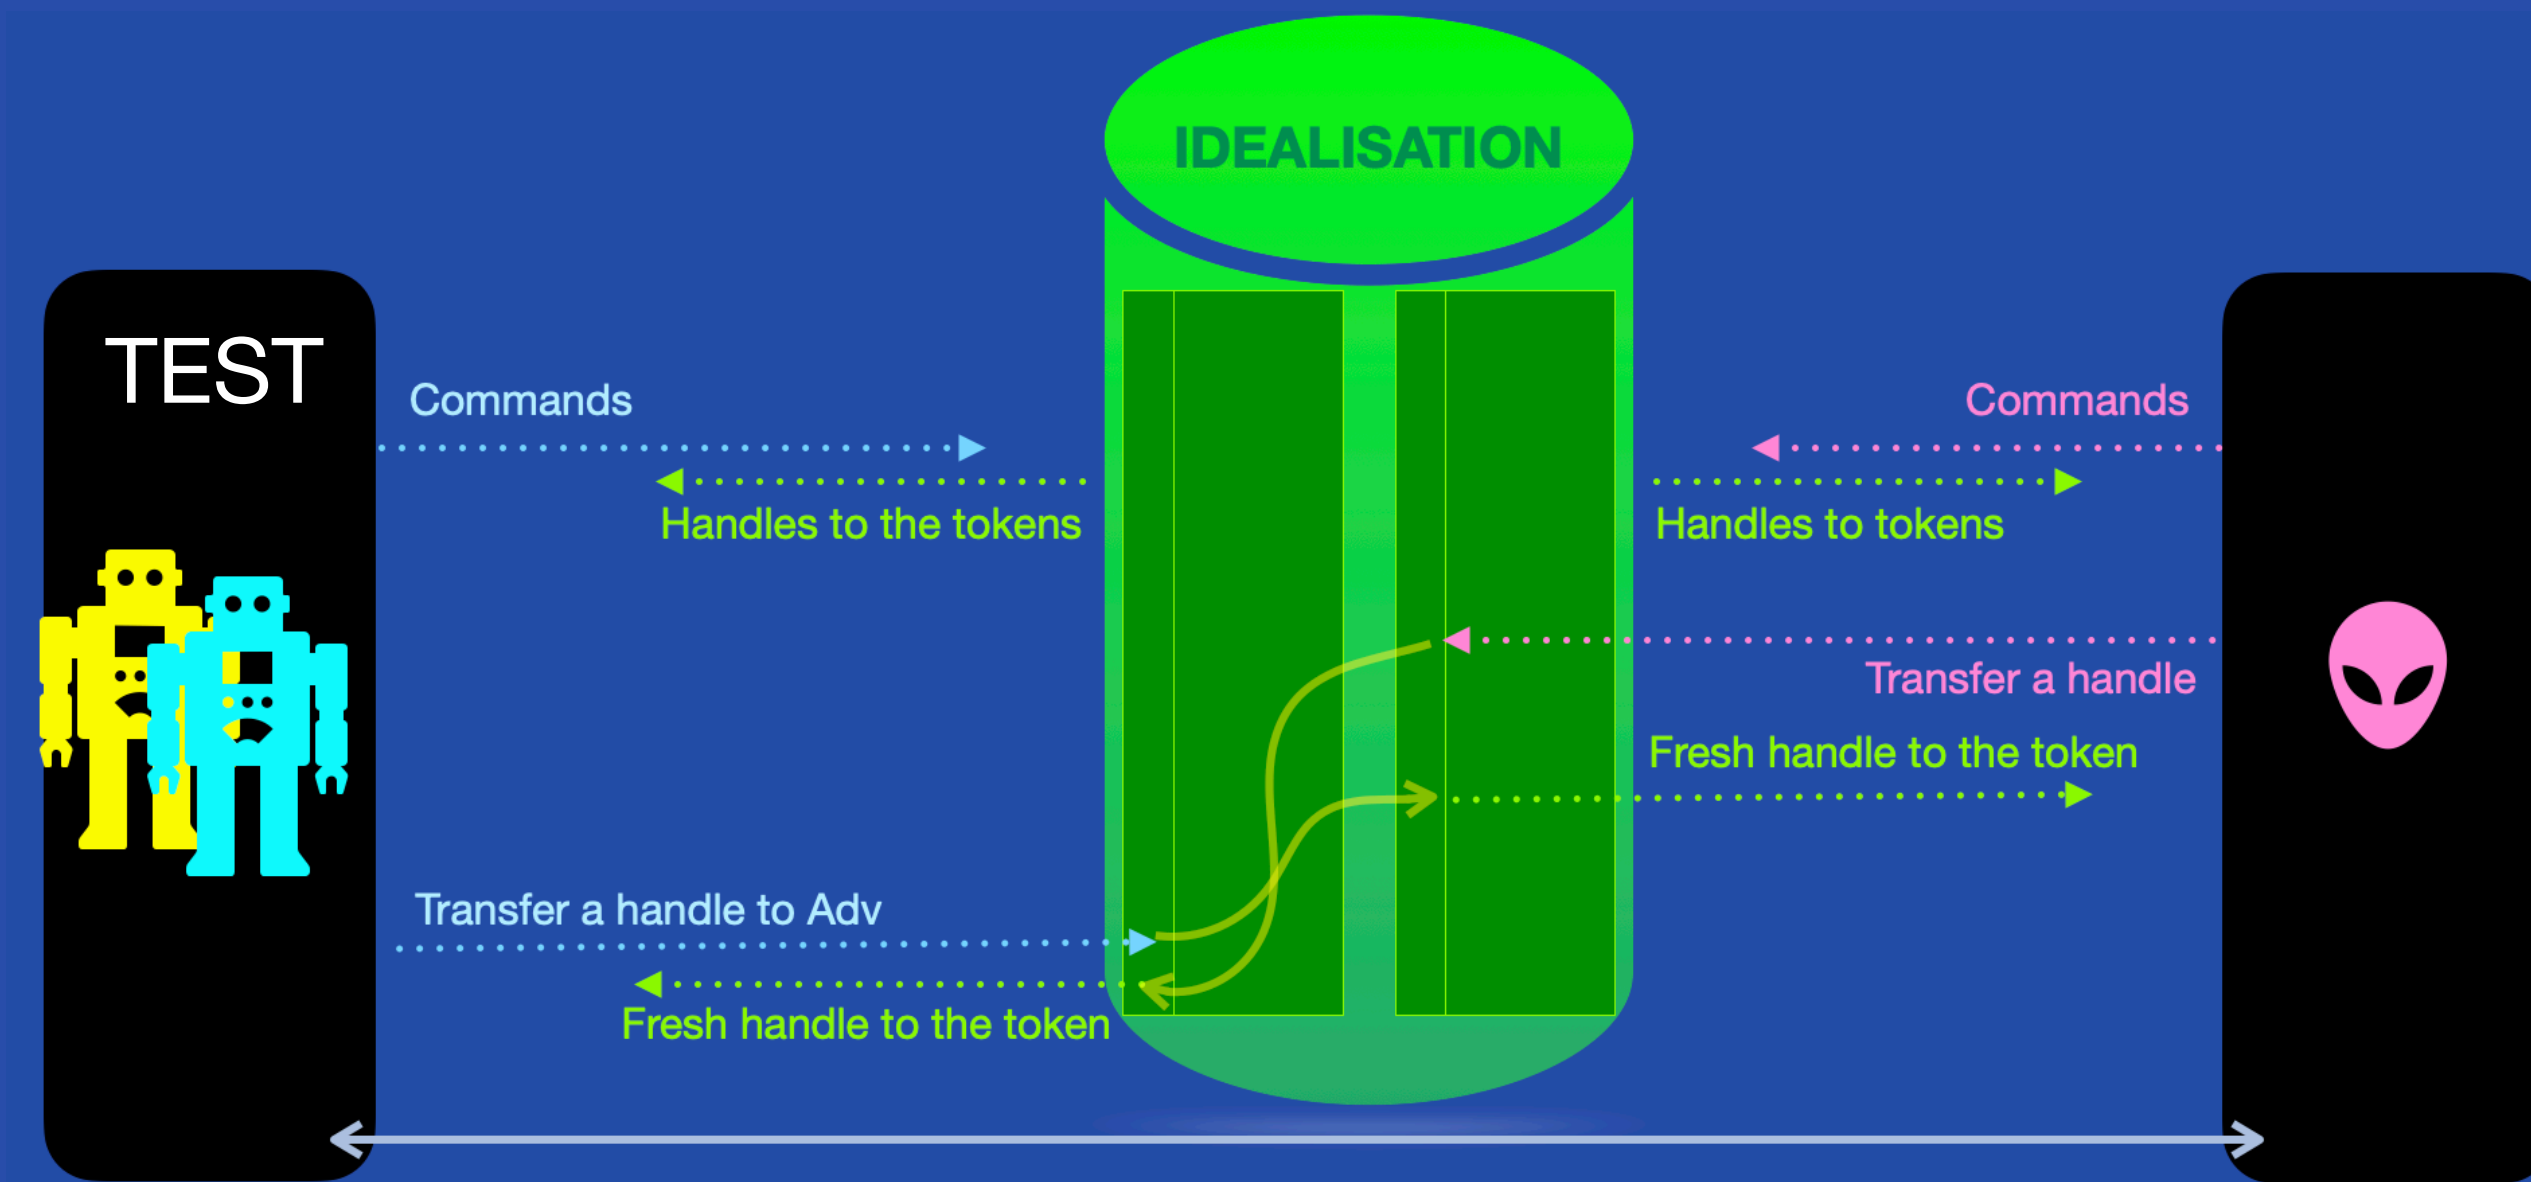 IDEALISATION
TEST
Commands
Commands
Handles to the tokens
Handles to tokens
Transfer a handle
Fresh handle to the token
Transfer a handle to Adv
Fresh handle to the token